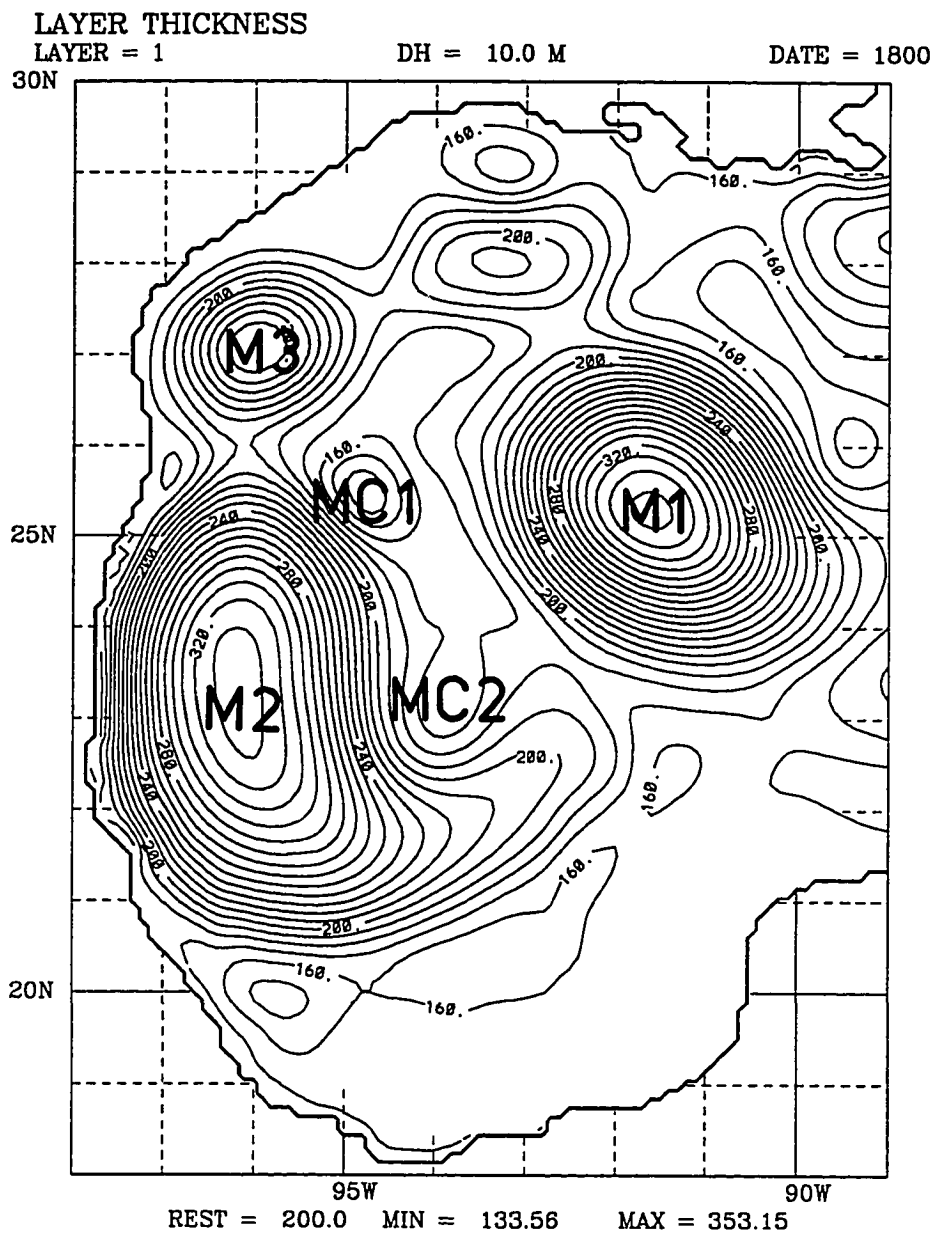 LAYER THICKNESS
LAYER = 1 DH = 10.0 M DATE = 1800
30N
160.
160.
200.
160.
200.
M3
160.
200.
240.
160.
320.
MC1
280.
M1
280.
25N
240.
240.
200.
200.
280.
200.
200.
320.
M2
MC2
280.
200.
240.
160.
200.
160.
200.
160.
20N
160.
95W 90W
REST = 200.0 MIN = 133.56 MAX = 353.15